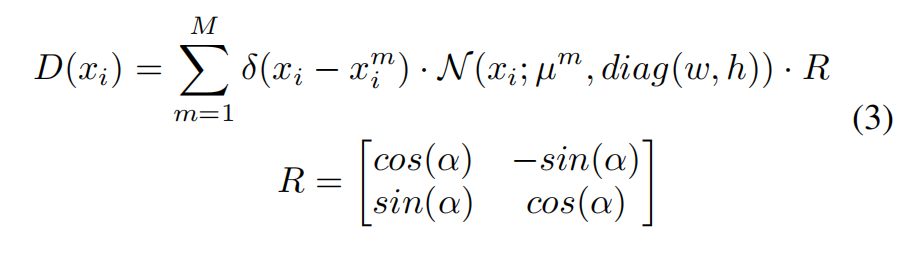 D(x_i) = \sum_{m=1}^{M} \delta(x_i - x_i^m) \cdot \mathcal{N}(x_i; \mu^m, diag(w, h)) \cdot R
(3)
R = \begin{bmatrix} cos(\alpha) & -sin(\alpha) \\ sin(\alpha) & cos(\alpha) \end{bmatrix}